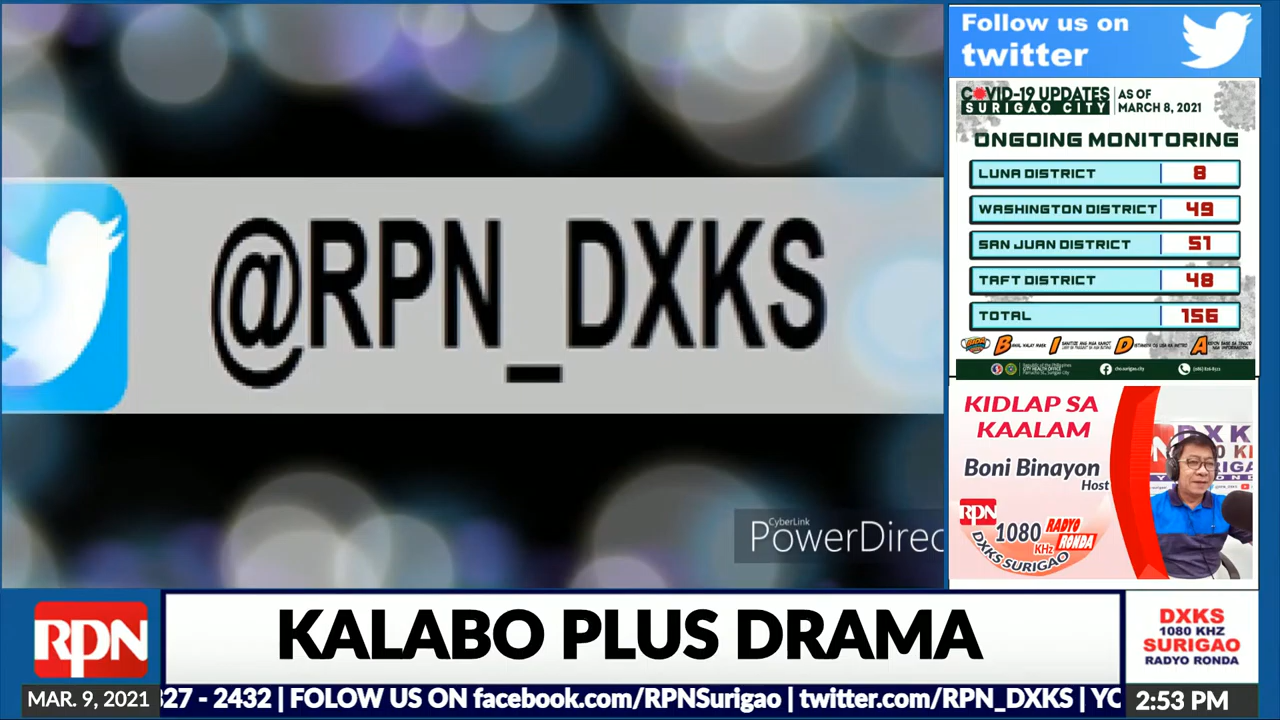 @RPN_DXKS
CyberLink
PowerDirec
Follow us on
twitter
COVID-19 UPDATES
SURIGAO CITY
AS OF
MARCH 8, 2021
ONGOING MONITORING
LUNA DISTRICT 8
WASHINGTON DISTRICT 49
SAN JUAN DISTRICT 51
TAFT DISTRICT 48
TOTAL 156
B I D A
KIDLAP SA
KAALAM
Boni Binayon
Host
RPN
1080
KHz
RADYO
RONDA
DXKS SURIGAO
RPN
KALABO PLUS DRAMA
DXKS
1080 KHZ
SURIGAO
RADYO RONDA
MAR. 9, 2021
327 - 2432 | FOLLOW US ON facebook.com/RPNSurigao | twitter.com/RPN_DXKS | YO
2:53 PM